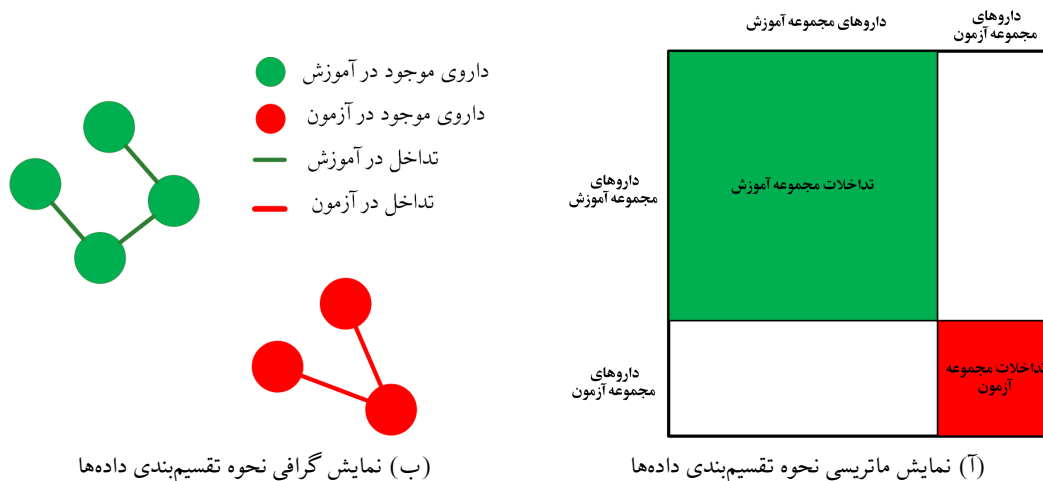 داروهای مجموعه آموزش
داروهای
مجموعه آزمون
داروهای
مجموعه آموزش
تداخلات مجموعه آموزش
داروهای
مجموعه آزمون
تداخلات مجموعه
آزمون
(آ) نمایش ماتریسی نحوه تقسیم‌بندی داده‌ها
داروی موجود در آموزش
داروی موجود در آزمون
تداخل در آموزش
تداخل در آزمون
(ب) نمایش گرافی نحوه تقسیم‌بندی داده‌ها